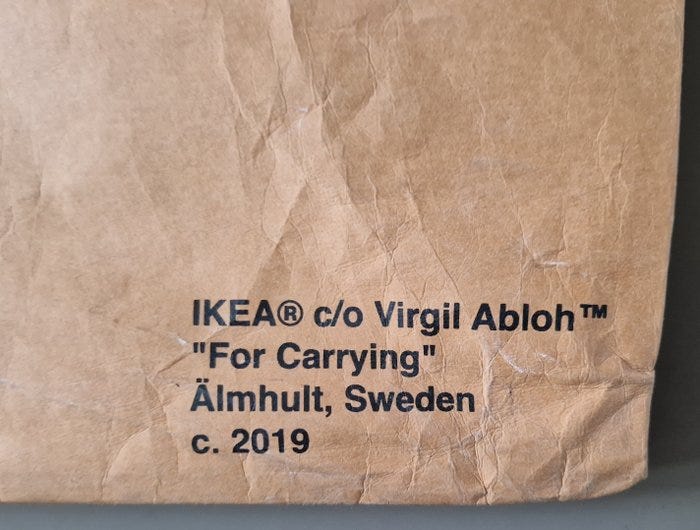 IKEA® c/o Virgil Abloh™
"For Carrying"
Älmhult, Sweden
c. 2019